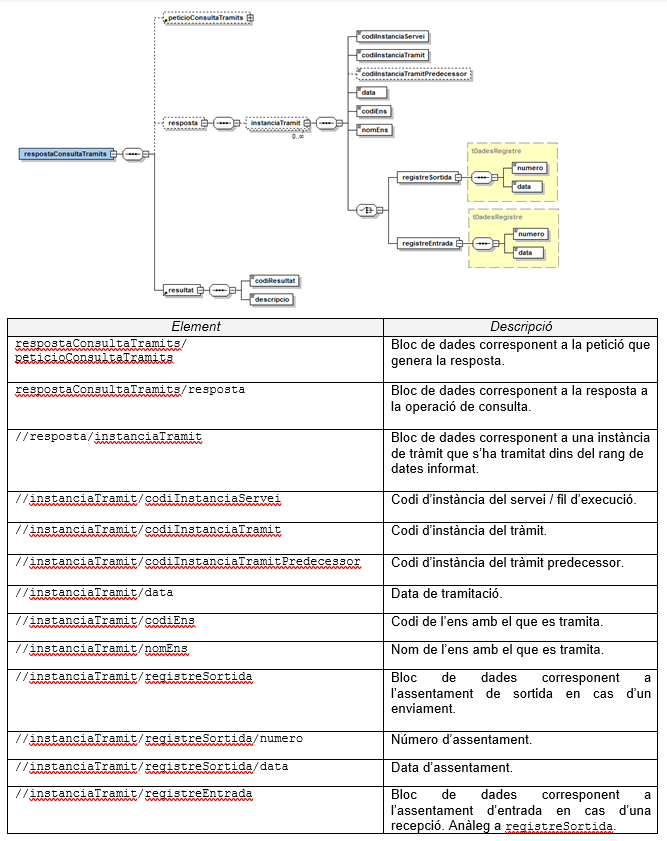 peticioConsultaTramits
codiInstanciaServei
codiInstanciaTramit
codiInstanciaTramitPredecessor
data
codiEns
nomEns
resposta
instanciaTramit
0..∞
respostaConsultaTramits
tDadesRegistre
registreSortida
numero
data
tDadesRegistre
registreEntrada
numero
data
resultat
codiResultat
descripcio
Element Descripció
respostaConsultaTramits/
peticioConsultaTramits
Bloc de dades corresponent a la petició que
genera la resposta.
respostaConsultaTramits/resposta
Bloc de dades corresponent a la resposta a
la operació de consulta.
//resposta/instanciaTramit
Bloc de dades corresponent a una instància
de tràmit que s’ha tramitat dins del rang de
dates informat.
//instanciaTramit/codiInstanciaServei
Codi d’instància del servei / fil d’execució.
//instanciaTramit/codiInstanciaTramit
Codi d’instància del tràmit.
//instanciaTramit/codiInstanciaTramitPredecessor
Codi d’instància del tràmit predecessor.
//instanciaTramit/data
Data de tramitació.
//instanciaTramit/codiEns
Codi de l’ens amb el que es tramita.
//instanciaTramit/nomEns
Nom de l’ens amb el que es tramita.
//instanciaTramit/registreSortida
Bloc de dades corresponent a
l’assentament de sortida en cas d’un
enviament.
//instanciaTramit/registreSortida/numero
Número d’assentament.
//instanciaTramit/registreSortida/data
Data d’assentament.
//instanciaTramit/registreEntrada
Bloc de dades corresponent a
l’assentament d’entrada en cas d’una
recepció. Anàleg a registreSortida.